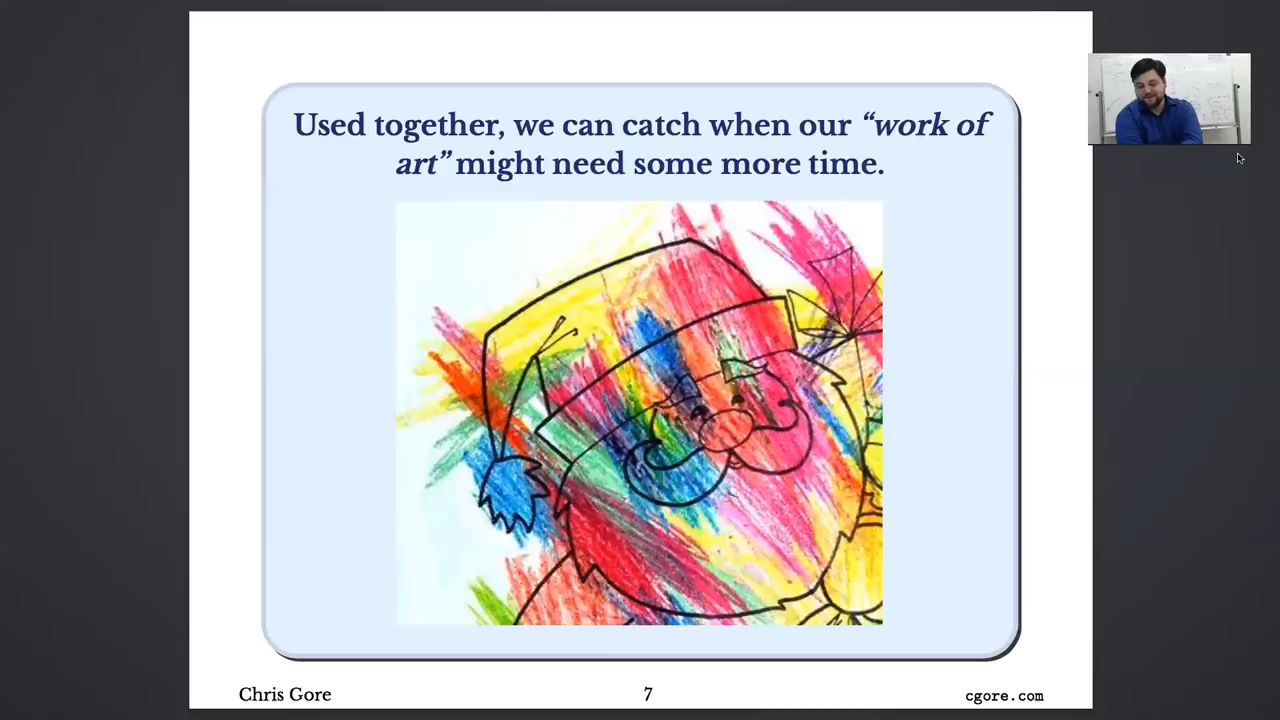 Used together, we can catch when our “work of
art” might need some more time.
Chris Gore
7
cgore.com